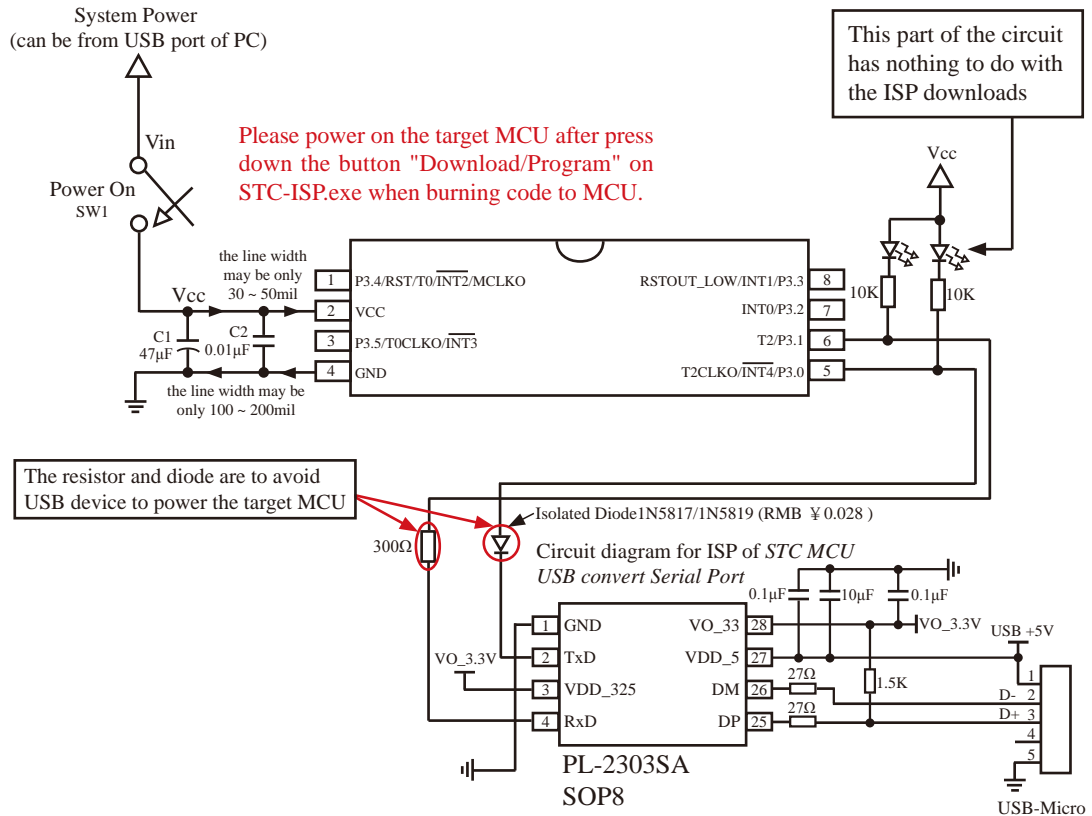 System Power
(can be from USB port of PC)
Vin
Power On
SW1
Please power on the target MCU after press
down the button "Download/Program" on
STC-ISP.exe when burning code to MCU.
This part of the circuit
has nothing to do with
the ISP downloads
Vcc
10K
10K
the line width
may be only
30 ~ 50mil
Vcc
C1
47μF
C2
0.01μF
the line width may be
only 100 ~ 200mil
1 P3.4/RST/T0/INT2/MCLKO
2 VCC
3 P3.5/T0CLKO/INT3
4 GND
RSTOUT_LOW/INT1/P3.3 8
INT0/P3.2 7
T2/P3.1 6
T2CLKO/INT4/P3.0 5
The resistor and diode are to avoid
USB device to power the target MCU
300Ω
Isolated Diode1N5817/1N5819 (RMB ¥0.028 )
Circuit diagram for ISP of STC MCU
USB convert Serial Port
0.1μF
10μF
0.1μF
VO_3.3V
1 GND
2 TxD
3 VDD_325
4 RxD
VO_33 28
VDD_5 27
DM 26
DP 25
VO_3.3V
USB +5V
27Ω
27Ω
1.5K
D-
D+
1
2
3
4
5
PL-2303SA
SOP8
USB-Micro